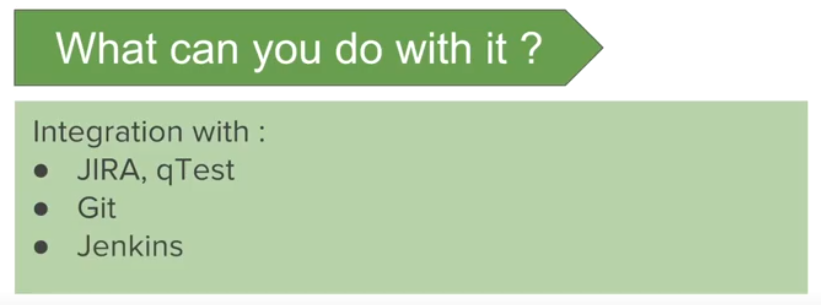 What can you do with it ?
Integration with :
● JIRA, qTest
● Git
● Jenkins